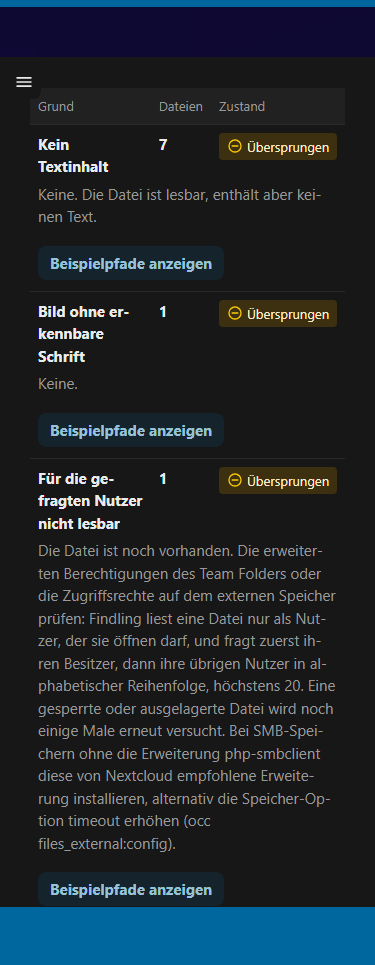 Grund Dateien Zustand
Kein 7 Übersprungen
Textinhalt
Keine. Die Datei ist lesbar, enthält aber kei-
nen Text.
Beispielpfade anzeigen
Bild ohne er- 1 Übersprungen
kennbare
Schrift
Keine.
Beispielpfade anzeigen
Für die ge- 1 Übersprungen
fragten Nutzer
nicht lesbar
Die Datei ist noch vorhanden. Die erweiter-
ten Berechtigungen des Team Folders oder
die Zugriffsrechte auf dem externen Speicher
prüfen: Findling liest eine Datei nur als Nut-
zer, der sie öffnen darf, und fragt zuerst ih-
ren Besitzer, dann ihre übrigen Nutzer in al-
phabetischer Reihenfolge, höchstens 20. Eine
gesperrte oder ausgelagerte Datei wird noch
einige Male erneut versucht. Bei SMB-Spei-
chern ohne die Erweiterung php-smbclient
diese von Nextcloud empfohlene Erweite-
rung installieren, alternativ die Speicher-Op-
tion timeout erhöhen (occ
files_external:config).
Beispielpfade anzeigen